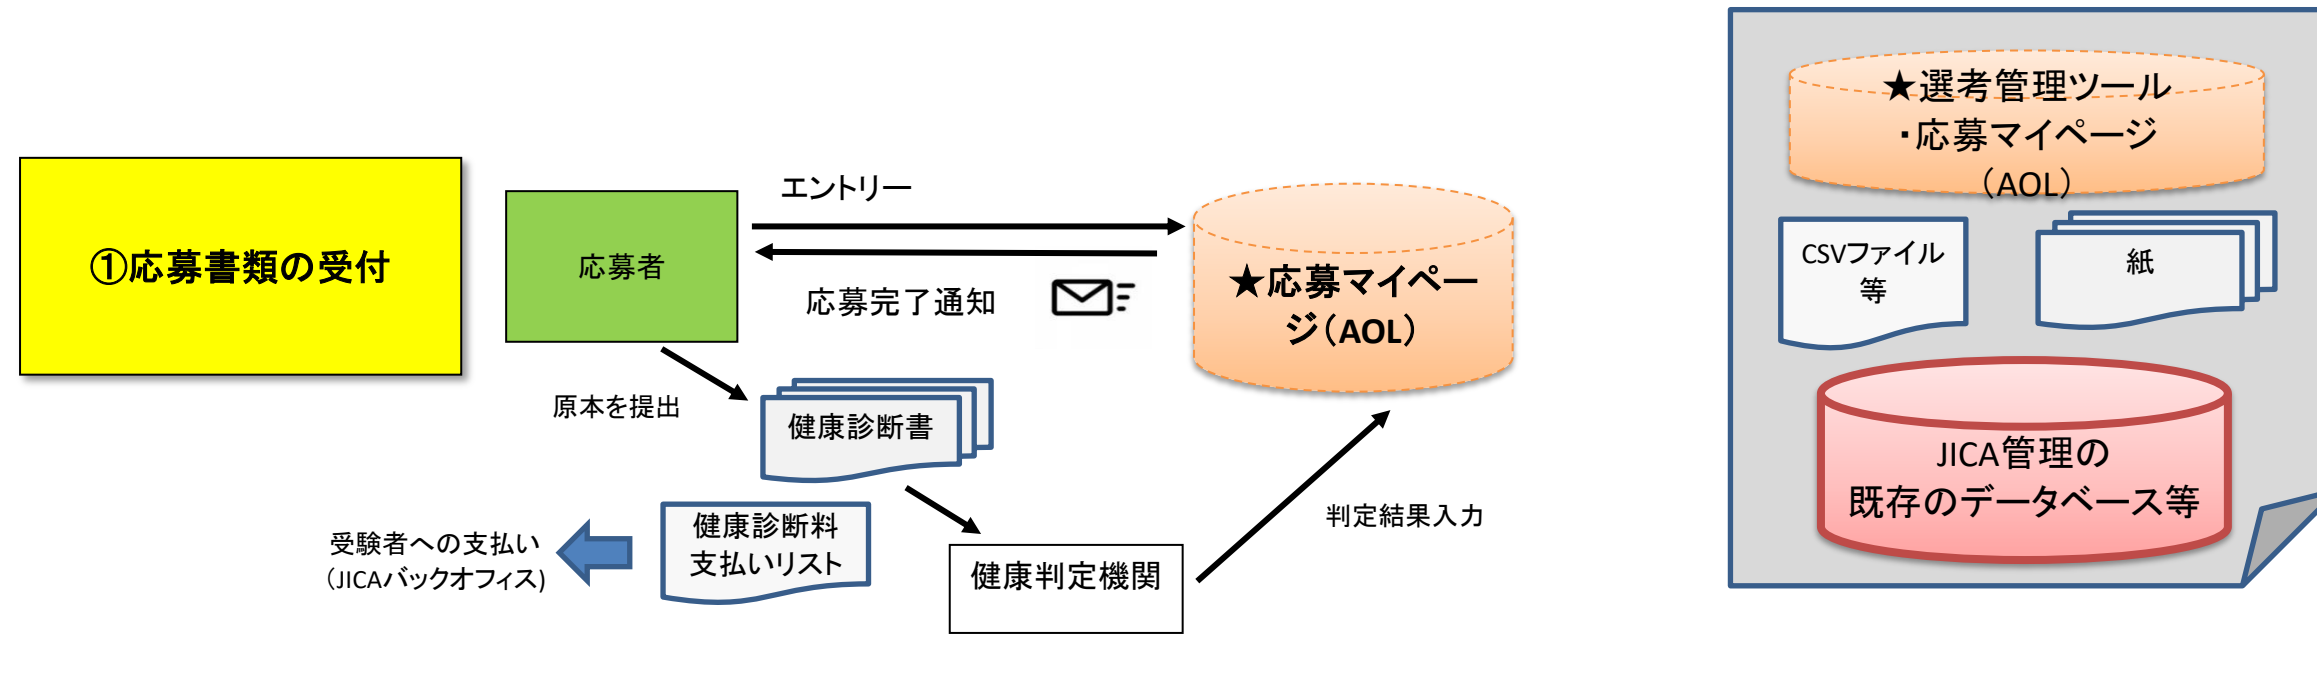 ①応募書類の受付
応募者
エントリー
応募完了通知
★応募マイペー
ジ(AOL)
原本を提出
健康診断書
健康診断料
支払いリスト
受験者への支払い
(JICAバックオフィス)
健康判定機関
判定結果入力
★選考管理ツール
・応募マイページ
(AOL)
CSVファイル
等
紙
JICA管理の
既存のデータベース等